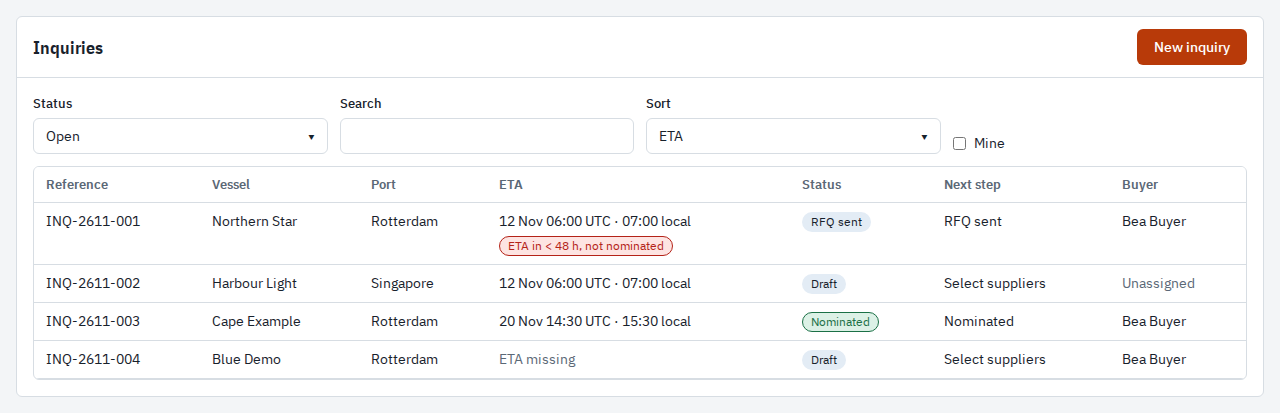 Inquiries
New inquiry
Status Search Sort
Open ETA Mine
Reference Vessel Port ETA Status Next step Buyer
INQ-2611-001 Northern Star Rotterdam 12 Nov 06:00 UTC · 07:00 local RFQ sent RFQ sent Bea Buyer
ETA in < 48 h, not nominated
INQ-2611-002 Harbour Light Singapore 12 Nov 06:00 UTC · 07:00 local Draft Select suppliers Unassigned
INQ-2611-003 Cape Example Rotterdam 20 Nov 14:30 UTC · 15:30 local Nominated Nominated Bea Buyer
INQ-2611-004 Blue Demo Rotterdam ETA missing Draft Select suppliers Bea Buyer